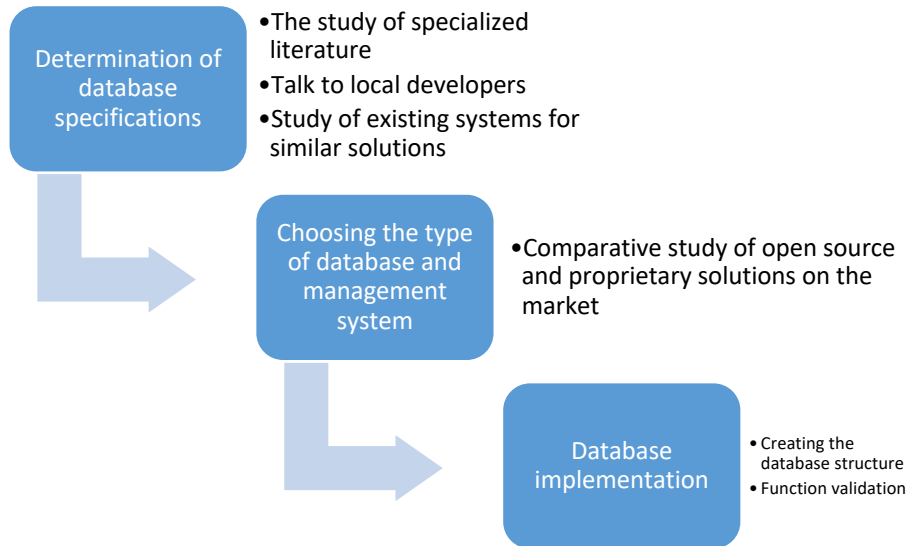 Determination of
database
specifications
•The study of specialized
literature
•Talk to local developers
•Study of existing systems for
similar solutions
Choosing the type
of database and
management
system
•Comparative study of open source
and proprietary solutions on the
market
Database
implementation
• Creating the
database structure
• Function validation